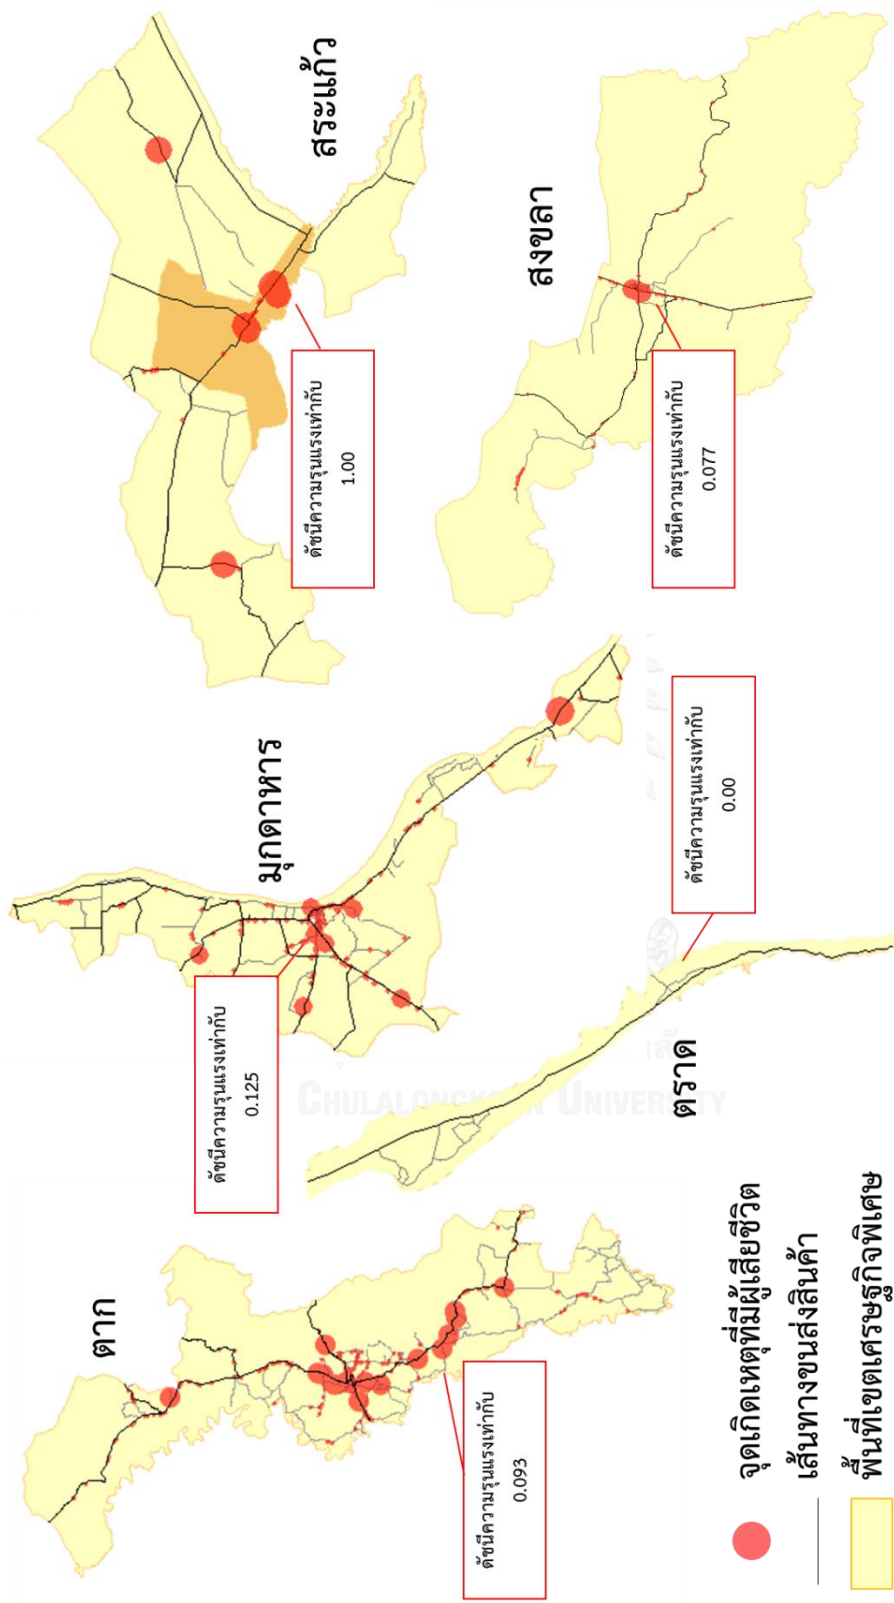 ตาก
ดัชนีความรุนแรงเท่ากับ
0.093
มุกดาหาร
ดัชนีความรุนแรงเท่ากับ
0.125
สระแก้ว
ดัชนีความรุนแรงเท่ากับ
1.00
ตราด
ดัชนีความรุนแรงเท่ากับ
0.00
สงขลา
ดัชนีความรุนแรงเท่ากับ
0.077
จุดเกิดเหตุที่มีผู้เสียชีวิต
เส้นทางขนส่งสินค้า
พื้นที่เขตเศรษฐกิจพิเศษ
CHULALONGKORN UNIVERSITY